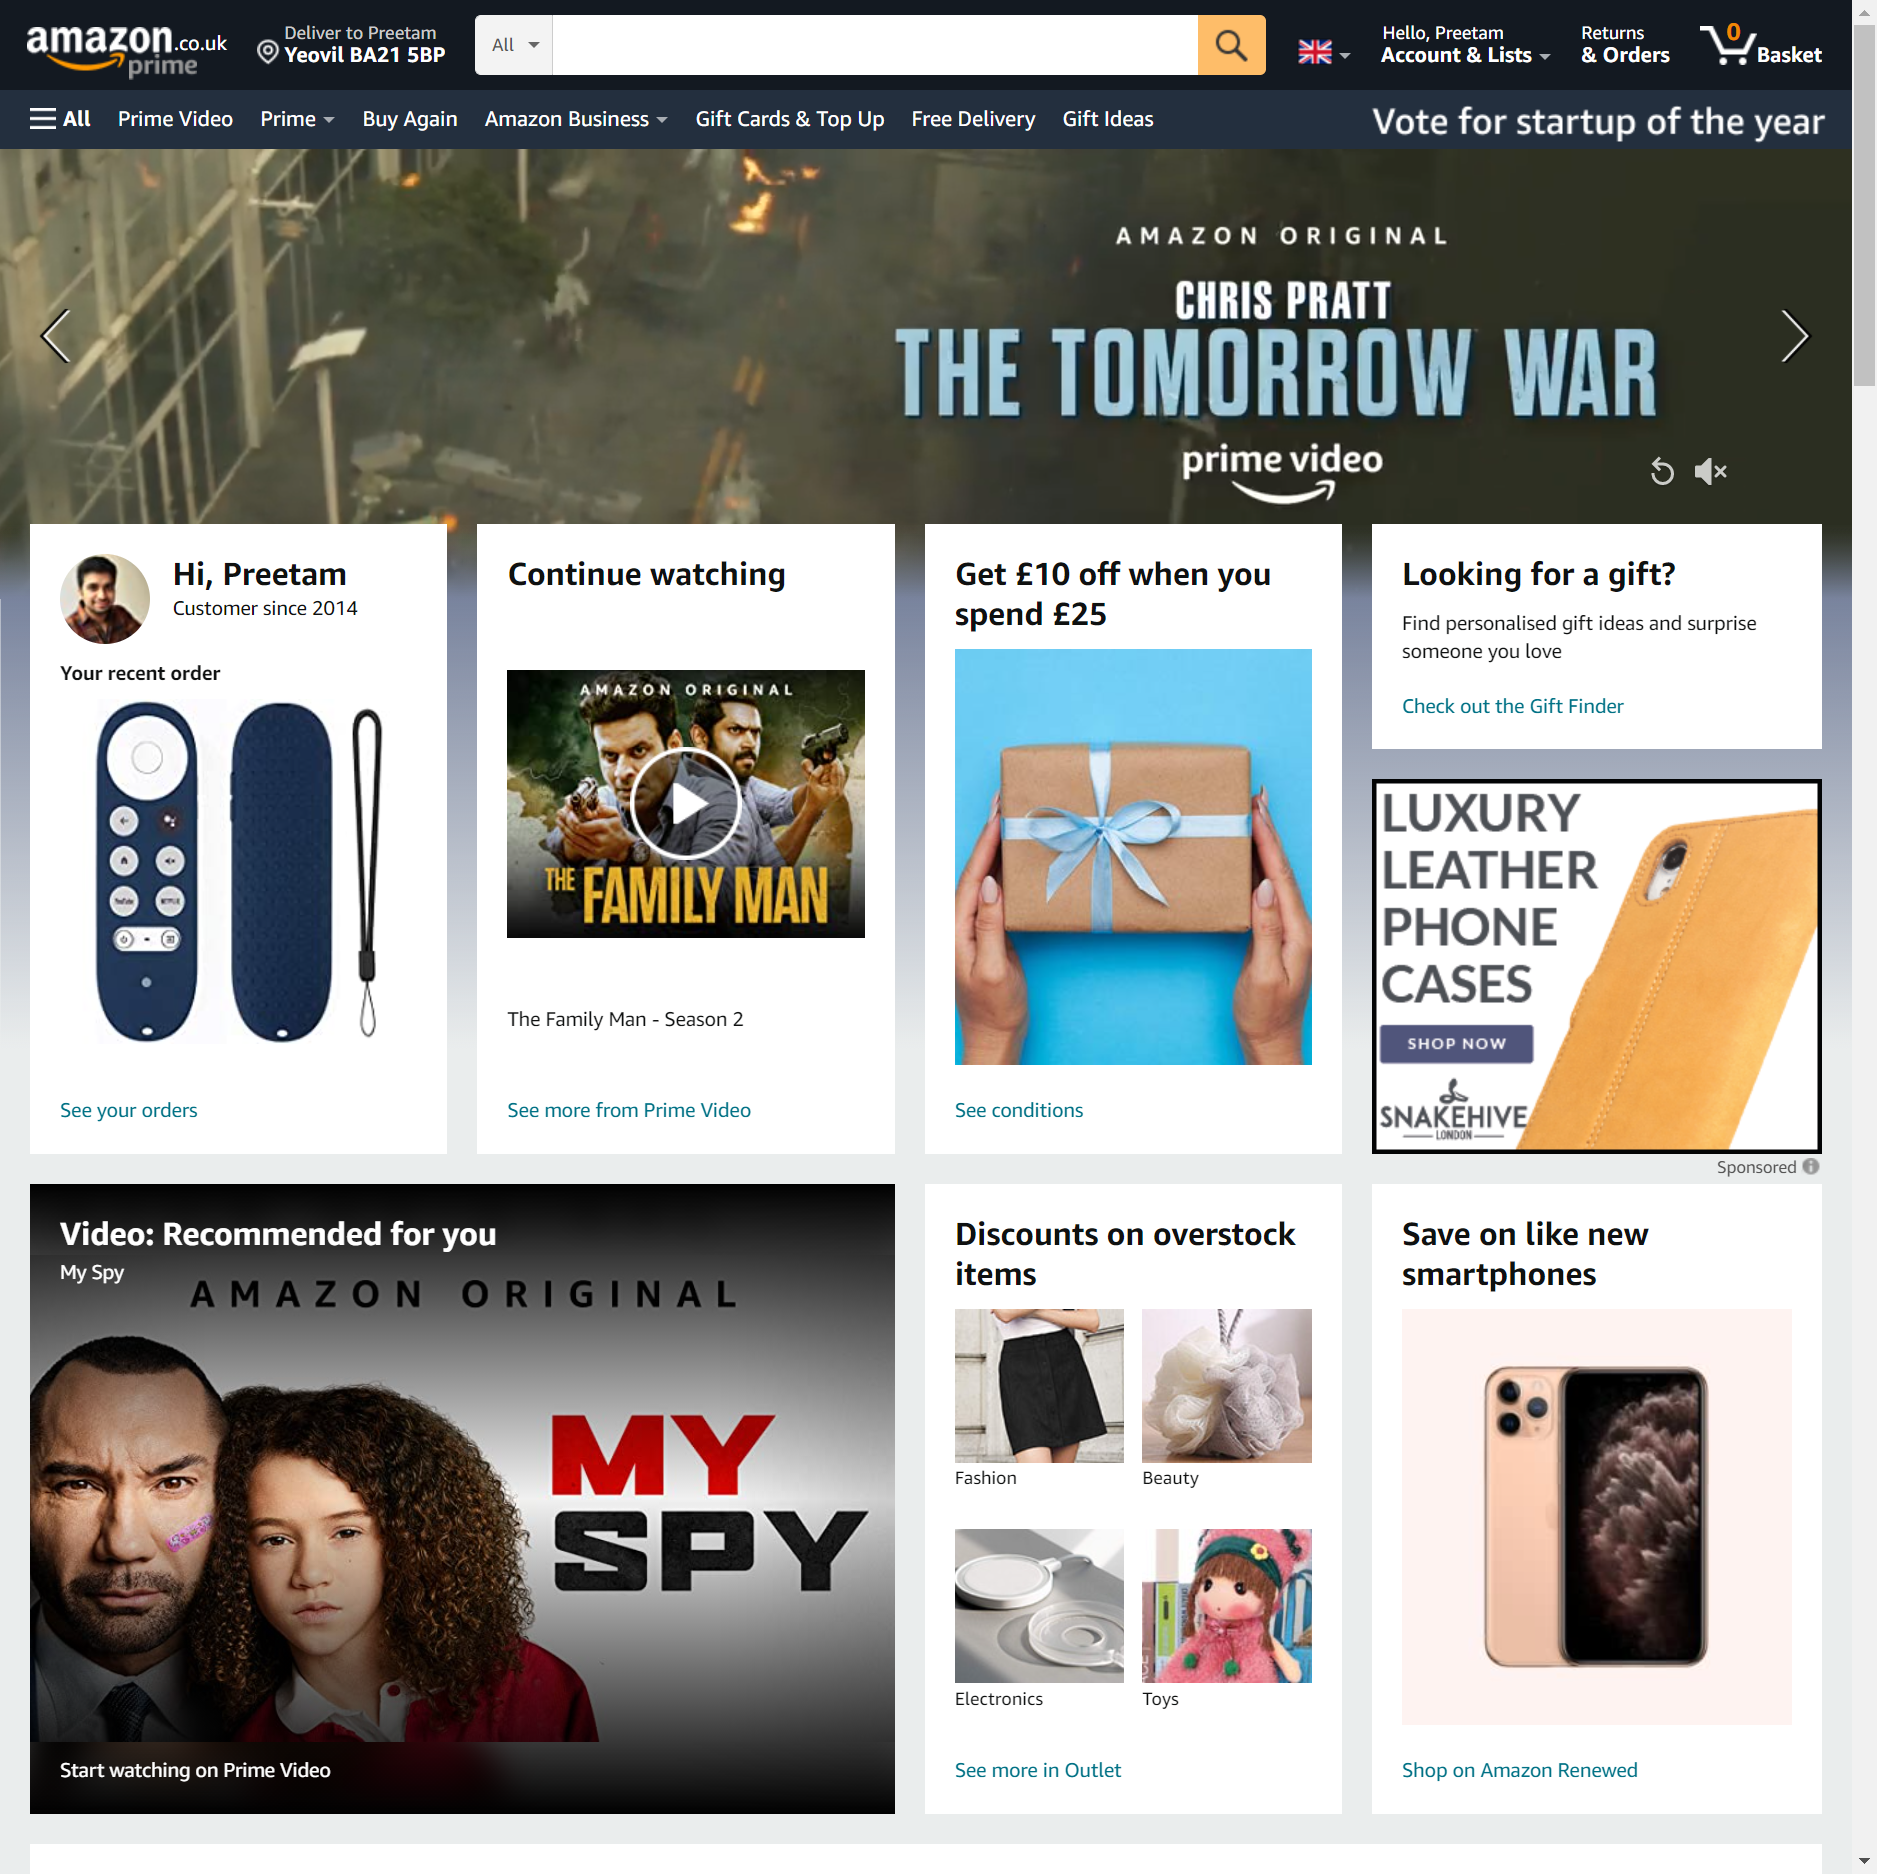 amazon.co.uk
prime
Deliver to Preetam
Yeovil BA21 5BP
All
Hello, Preetam
Account & Lists
Returns
& Orders
0
Basket
All
Prime Video
Prime
Buy Again
Amazon Business
Gift Cards & Top Up
Free Delivery
Gift Ideas
Vote for startup of the year
AMAZON ORIGINAL
CHRIS PRATT
THE TOMORROW WAR
prime video
Hi, Preetam
Customer since 2014
Your recent order
YouTube
NETFLIX
See your orders
Continue watching
AMAZON ORIGINAL
THE FAMILY MAN
The Family Man - Season 2
See more from Prime Video
Get £10 off when you
spend £25
See conditions
Looking for a gift?
Find personalised gift ideas and surprise
someone you love
Check out the Gift Finder
LUXURY
LEATHER
PHONE
CASES
SHOP NOW
SNAKEHIVE
LONDON
Sponsored
Video: Recommended for you
My Spy
AMAZON ORIGINAL
MY
SPY
Start watching on Prime Video
Discounts on overstock
items
Fashion
Beauty
Electronics
Toys
See more in Outlet
Save on like new
smartphones
Shop on Amazon Renewed